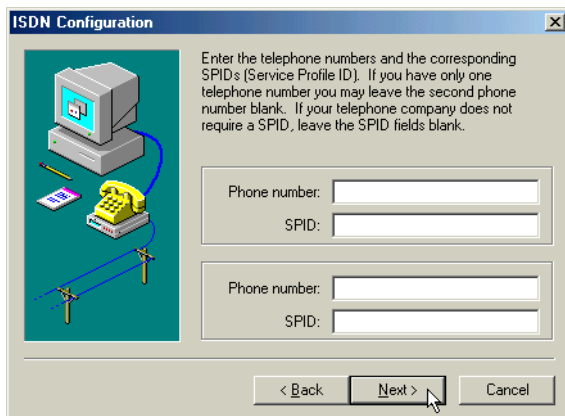 ISDN Configuration
Enter the telephone numbers and the corresponding
SPIDs (Service Profile ID). If you have only one
telephone number you may leave the second phone
number blank. If your telephone company does not
require a SPID, leave the SPID fields blank.
Phone number:
SPID:
Phone number:
SPID:
< Back
Next >
Cancel